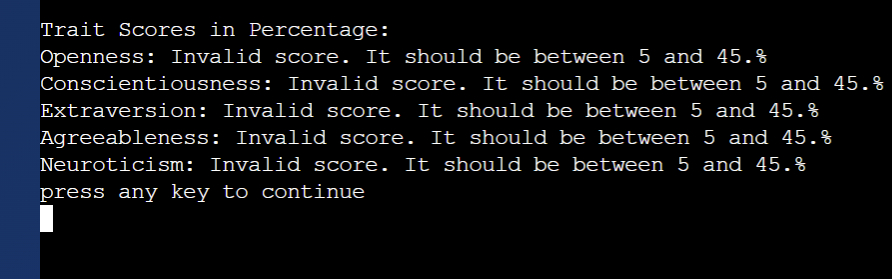 Trait Scores in Percentage:
Openness: Invalid score. It should be between 5 and 45.%
Conscientiousness: Invalid score. It should be between 5 and 45.%
Extraversion: Invalid score. It should be between 5 and 45.%
Agreeableness: Invalid score. It should be between 5 and 45.%
Neuroticism: Invalid score. It should be between 5 and 45.%
press any key to continue